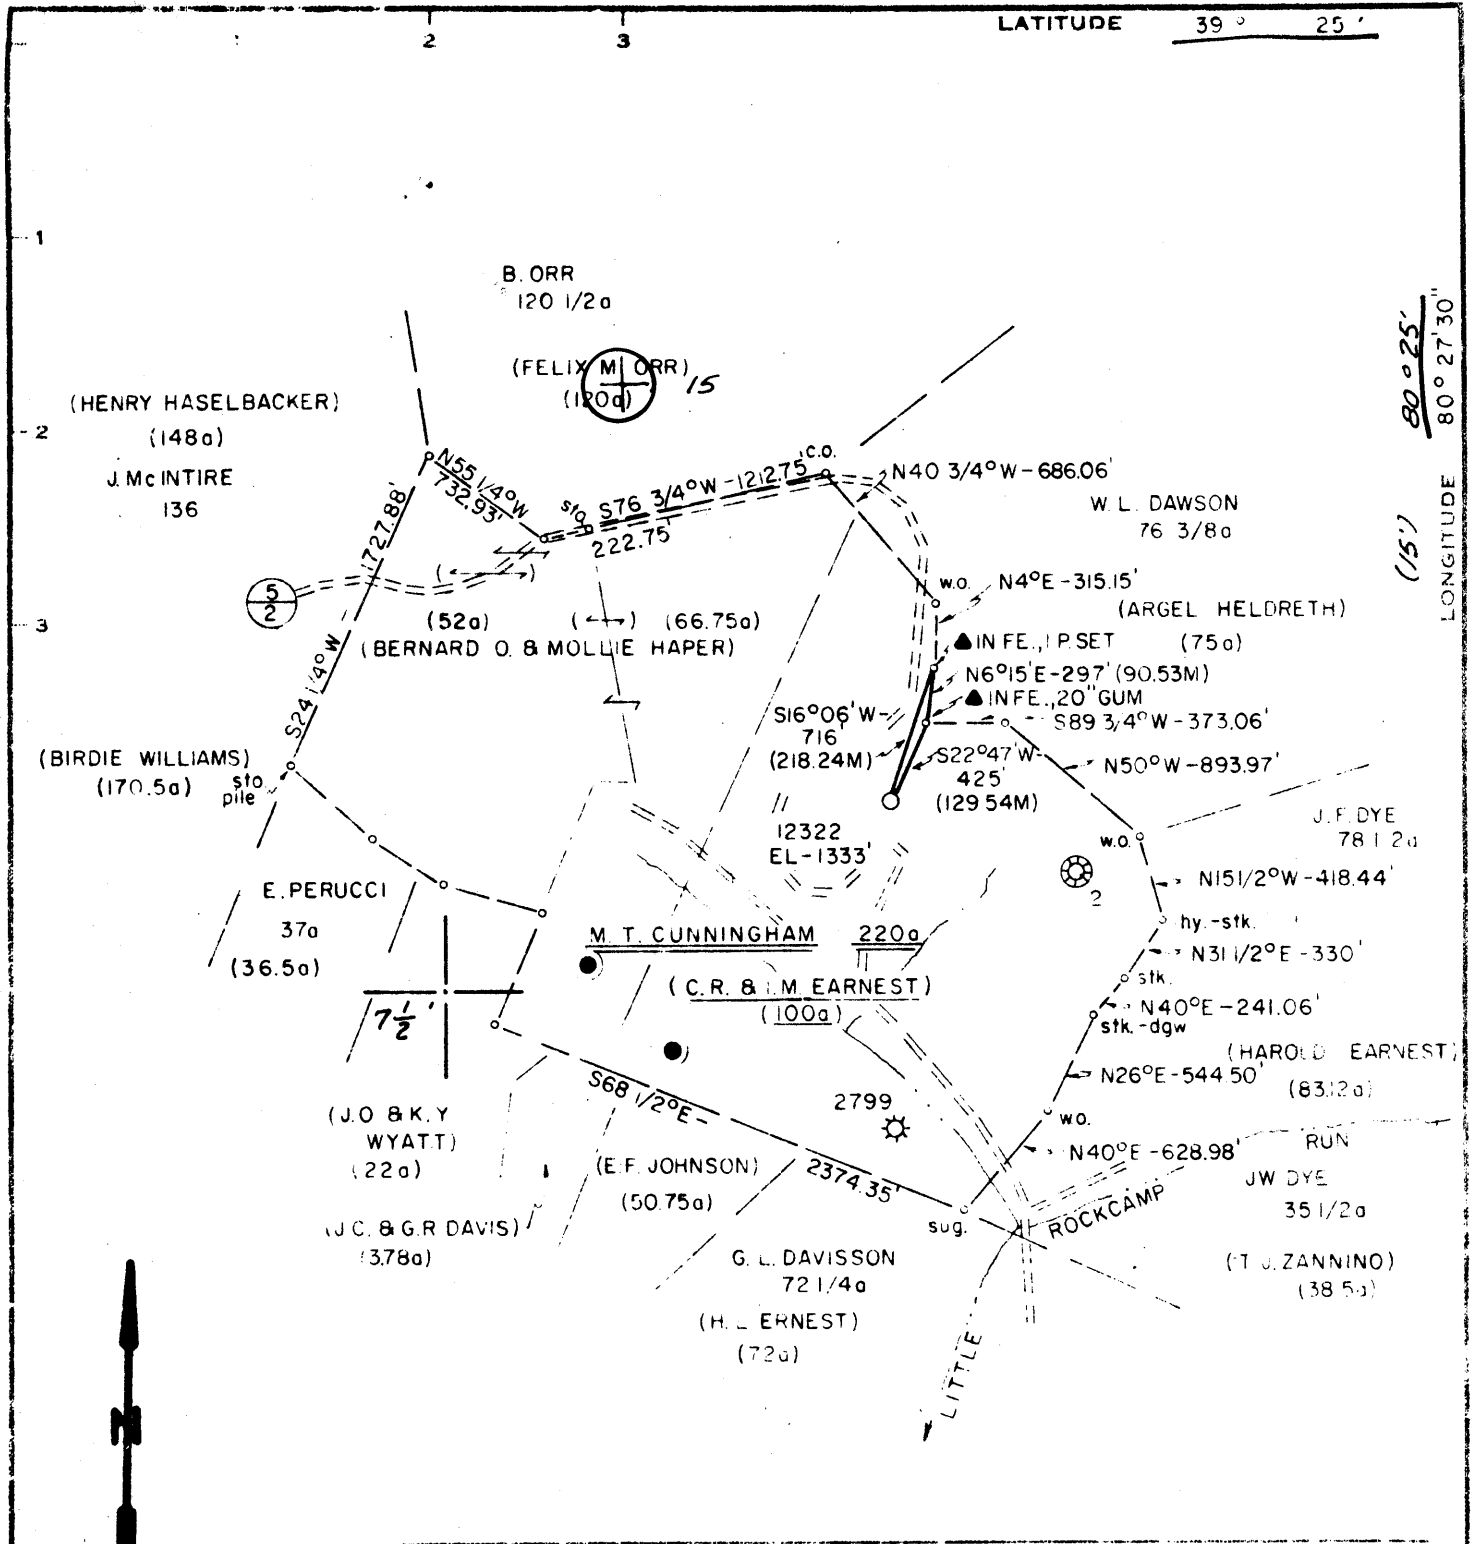 LATITUDE 39° 25'
2
3
1
B. ORR
120 1/2a
80°25'
80° 27' 30"
(15')
LONGITUDE
(FELIX M ORR)
(120a)
15
(HENRY HASELBACKER)
(148a)
2
J. McINTIRE
136
N55 1/4°W
732.93'
sto
S76 3/4°W-1212.75'
222.75'
C.O.
N40 3/4°W-686.06'
W. L. DAWSON
76 3/8a
1727.88'
S24 1/4°W
5
2
w.o.
N4°E-315.15'
(ARGEL HELDRETH)
(75a)
3
(52a)
(66.75a)
(BERNARD O. & MOLLIE HAPER)
IN FE., I P. SET
N6°15'E-297' (90.53M)
IN FE., 20" GUM
S89 3/4°W-373.06'
S16°06'W-
716'
(218.24M)
S22°47'W-
425'
(129.54M)
N50°W-893.97'
(BIRDIE WILLIAMS)
(170.5a)
sto.
pile
12322
EL-1333'
J. F. DYE
78 1 2a
w.o.
2
N15 1/2°W-418.44'
E. PERUCCI
37a
(36.5a)
hy.-stk.
N31 1/2°E-330'
M. T. CUNNINGHAM 220a
(C.R. & I.M. EARNEST)
(100a)
stk.
N40°E-241.06'
stk.-dgw
7 1/2'
(HAROLD EARNEST)
(83.12a)
N26°E-544.50'
S68 1/2°E-
2374.35'
2799
w.o.
N40°E-628.98'
RUN
(J.O & K.Y
WYATT)
(22a)
(E.F. JOHNSON)
(50.75a)
JW DYE
35 1/2a
ROCKCAMP
sug.
(J.C. & G.R DAVIS)
(3.78a)
G. L. DAVISSON
72 1/4a
(T J. ZANNINO)
(38.5a)
(H. L ERNEST)
(72a)
LITTLE
N